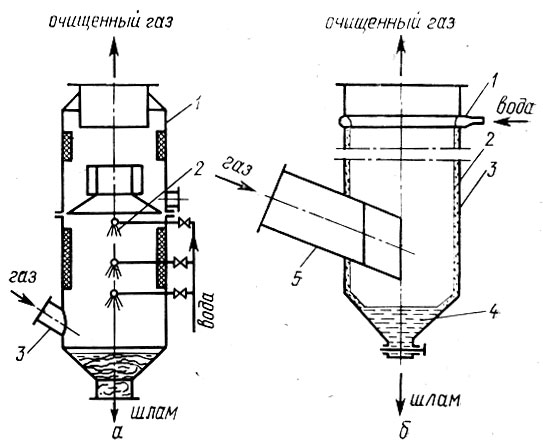 очищенный газ
очищенный газ
1
1
вода
2
2
газ
3
газ
5
вода
4
3
шлам
шлам
а
б